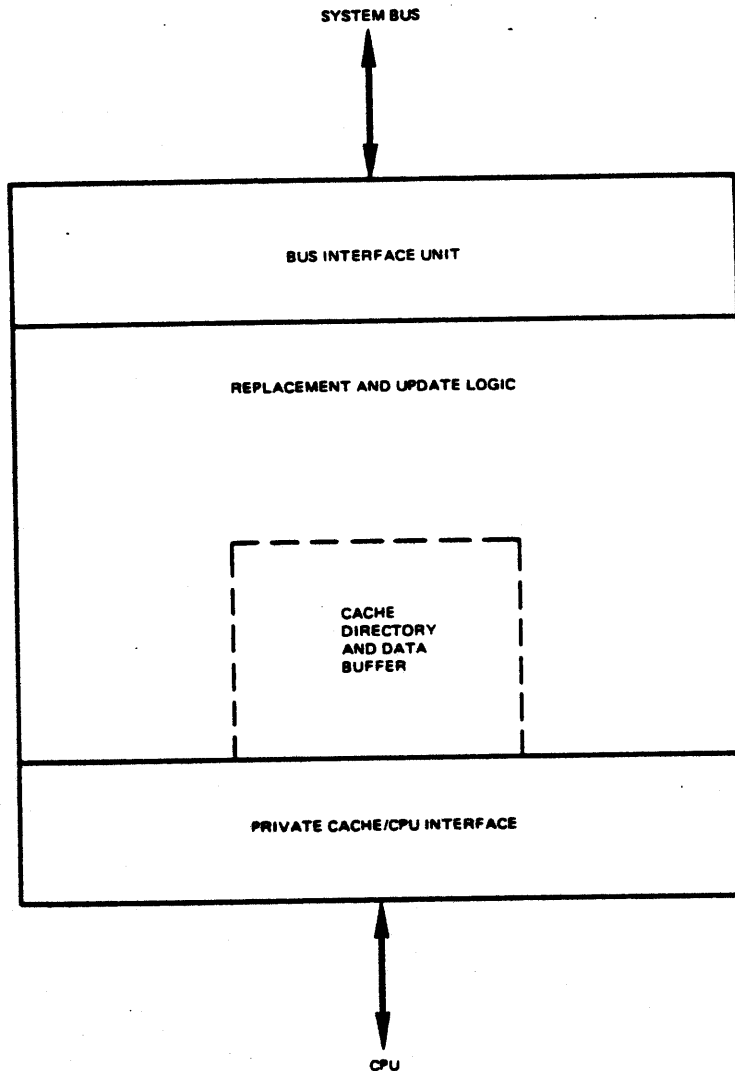 SYSTEM BUS
BUS INTERFACE UNIT
REPLACEMENT AND UPDATE LOGIC
CACHE
DIRECTORY
AND DATA
BUFFER
PRIVATE CACHE/CPU INTERFACE
CPU